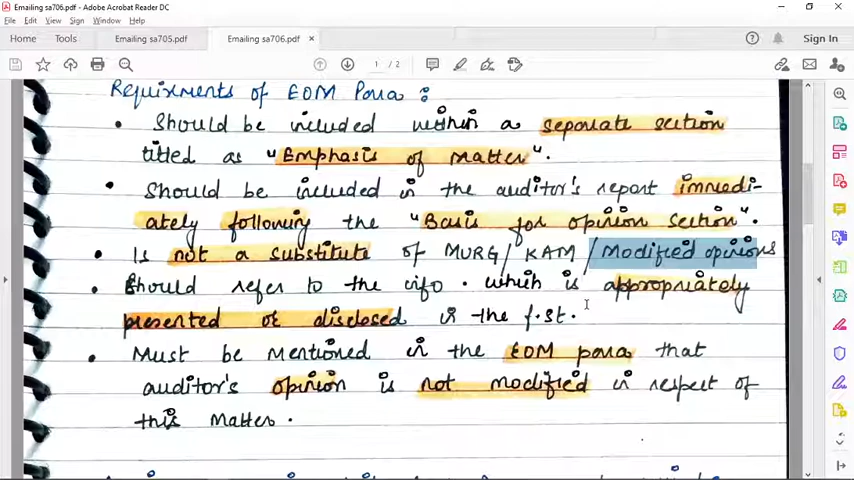 Emailing sa706.pdf - Adobe Acrobat Reader DC
File Edit View Sign Window Help
Home Tools Emailing sa705.pdf Emailing sa706.pdf × Sign In
1 / 2
Requirments of EOM Para :
• Should be included within a separate section
titled as "Emphasis of matter".
• Should be included in the auditor's report immedi-
ately following the "Basis for opinion section".
• Is not a substitute of MURG/ KAM /Modified opinions
• Should refer to the info. which is appropriately
presented or disclosed in the f.st.
• Must be Mentioned in the EOM para that
auditor's opinion is not modified in respect of
this Matter.